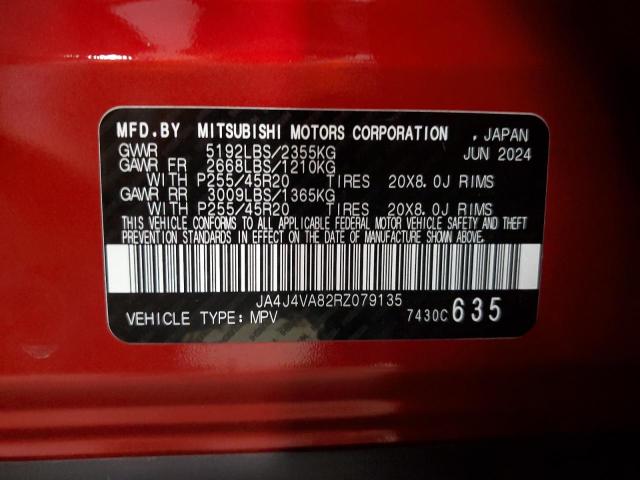 MFD.BY MITSUBISHI MOTORS CORPORATION , JAPAN
GVWR 5192LBS/2355KG JUN 2024
GAWR FR 2668LBS/1210KG
WITH P255/45R20 TIRES 20X8.0J RIMS
GAWR RR 3009LBS/1365KG
WITH P255/45R20 TIRES 20X8.0J RIMS
THIS VEHICLE CONFORMS TO ALL APPLICABLE FEDERAL MOTOR VEHICLE SAFETY AND THEFT
PREVENTION STANDARDS IN EFFECT ON THE DATE OF MANUFACTURE SHOWN ABOVE.
JA4J4VA82RZ079135
VEHICLE TYPE: MPV 7430C 635